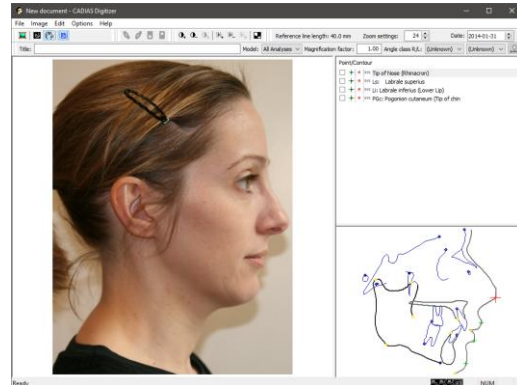 New document - CADIAS Digitizer
File Image Edit Options Help
Reference line length: 40.0 mm Zoom settings: 24 Date: 2014-01-31
Title: Model: All Analyses Magnification factor: 1.00 Angle class R/L: (Unknown) (Unknown)
Point/Contour
Tip of Nose (Rhinacron)
Ls: Labrale superius
Li: Labrale inferius (Lower Lip)
PGc: Pogonion cutaneum (Tip of chin
Ready NUM